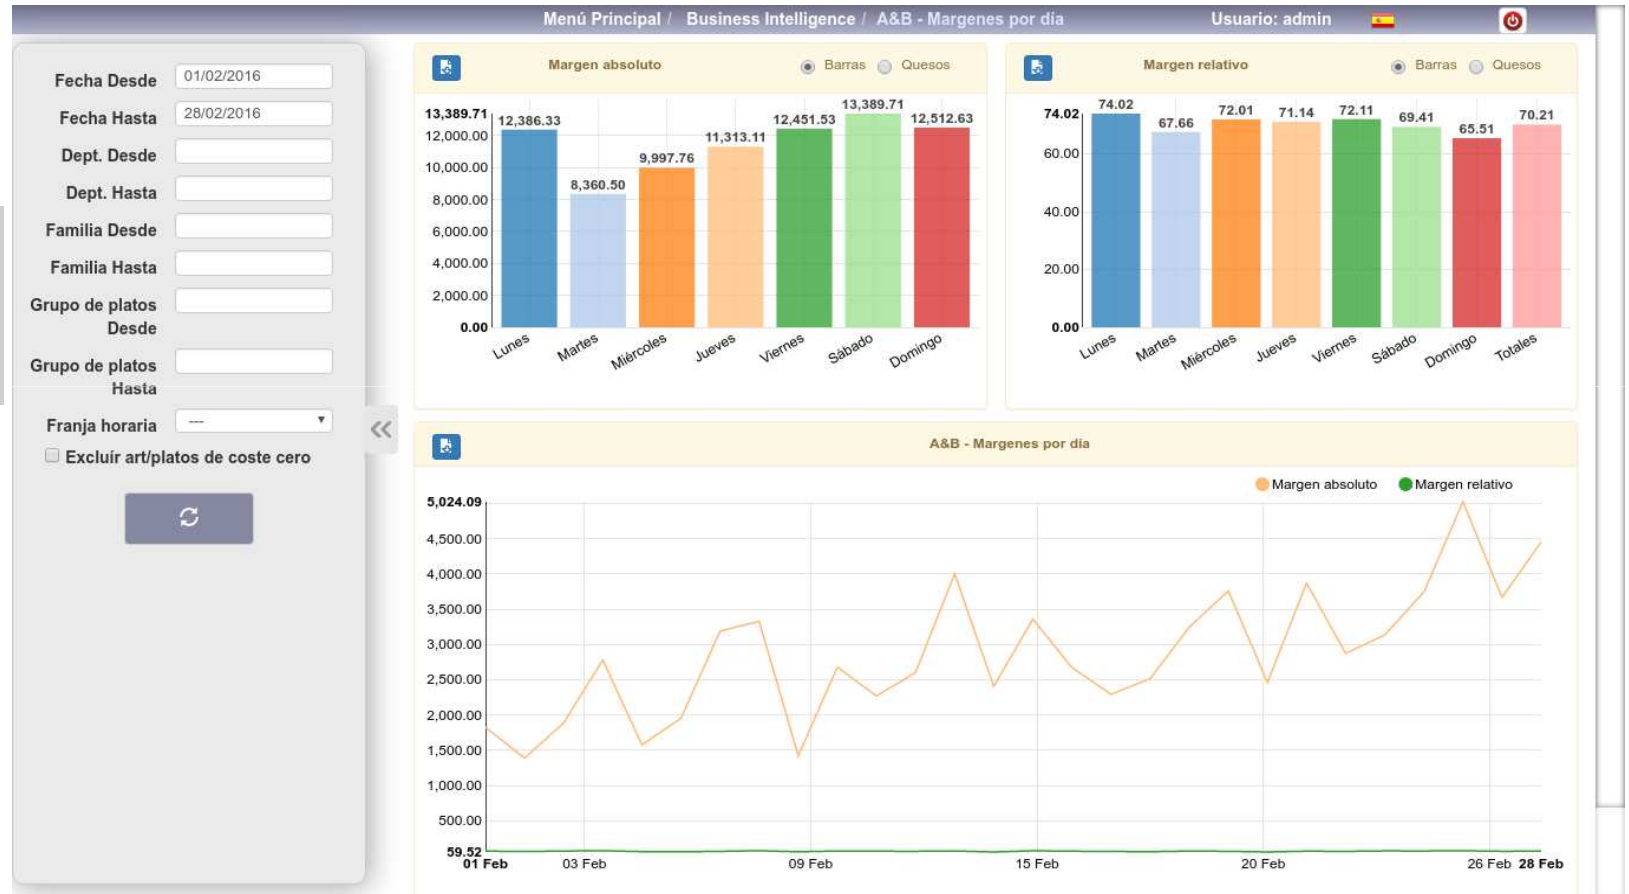 Menú Principal / Business Intelligence / A&B - Margenes por día Usuario: admin
Fecha Desde 01/02/2016
Fecha Hasta 28/02/2016
Dept. Desde
Dept. Hasta
Familia Desde
Familia Hasta
Grupo de platos
Desde
Grupo de platos
Hasta
Franja horaria ---
Excluír art/platos de coste cero
Margen absoluto Barras Quesos
13,389.71
12,000.00
10,000.00
8,000.00
6,000.00
4,000.00
2,000.00
0.00
12,386.33
8,360.50
9,997.76
11,313.11
12,451.53
13,389.71
12,512.63
Lunes Martes Miércoles Jueves Viernes Sábado Domingo
Margen relativo Barras Quesos
74.02
60.00
40.00
20.00
0.00
74.02
67.66
72.01
71.14
72.11
69.41
65.51
70.21
Lunes Martes Miércoles Jueves Viernes Sábado Domingo Totales
A&B - Margenes por día
Margen absoluto Margen relativo
5,024.09
4,500.00
4,000.00
3,500.00
3,000.00
2,500.00
2,000.00
1,500.00
1,000.00
500.00
59.52
01 Feb 03 Feb 09 Feb 15 Feb 20 Feb 26 Feb 28 Feb